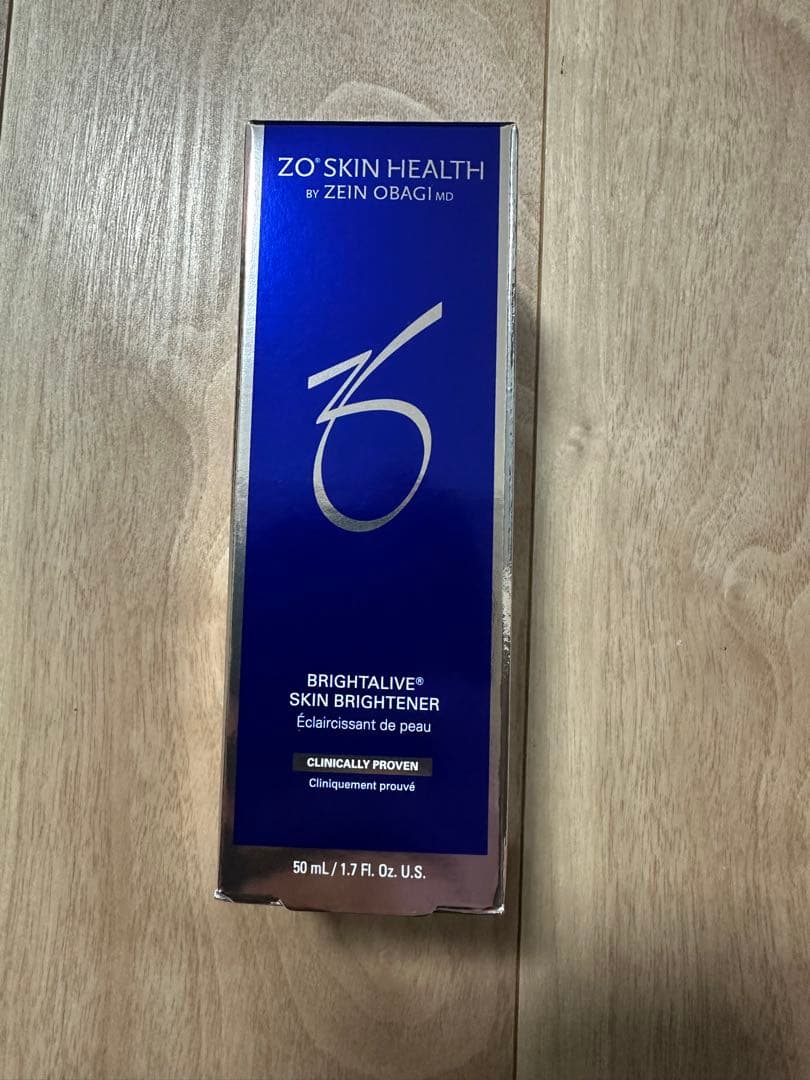 ZO® SKIN HEALTH
BY ZEIN OBAGI MD
BRIGHTALIVE®
SKIN BRIGHTENER
Éclaircissant de peau
CLINICALLY PROVEN
Cliniquement prouvé
50 mL / 1.7 Fl. Oz. U.S.